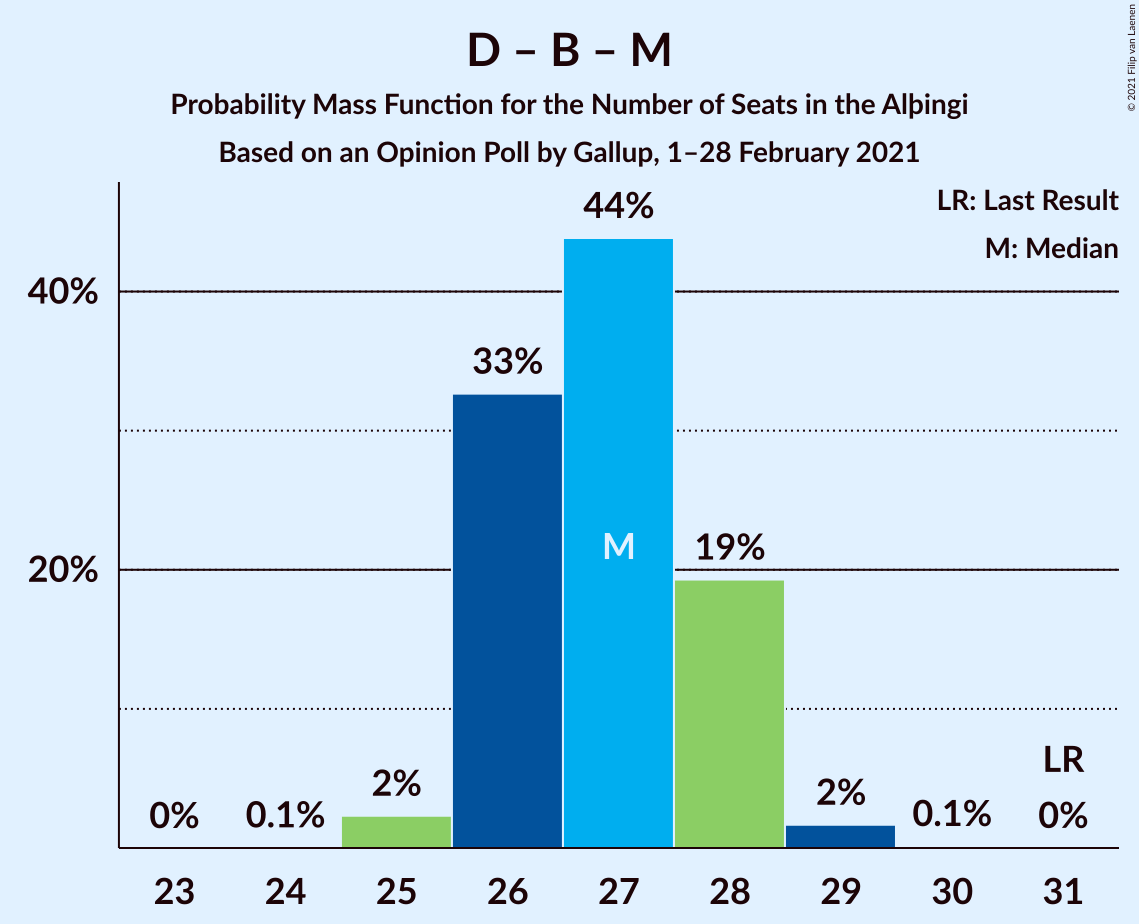 D – B – M
Probability Mass Function for the Number of Seats in the Alþingi
Based on an Opinion Poll by Gallup, 1–28 February 2021
© 2021 Filip van Laenen
LR: Last Result
M: Median
40%
20%
0%
0.1%
2%
33%
44%
M
19%
2%
0.1%
LR
0%
23 24 25 26 27 28 29 30 31